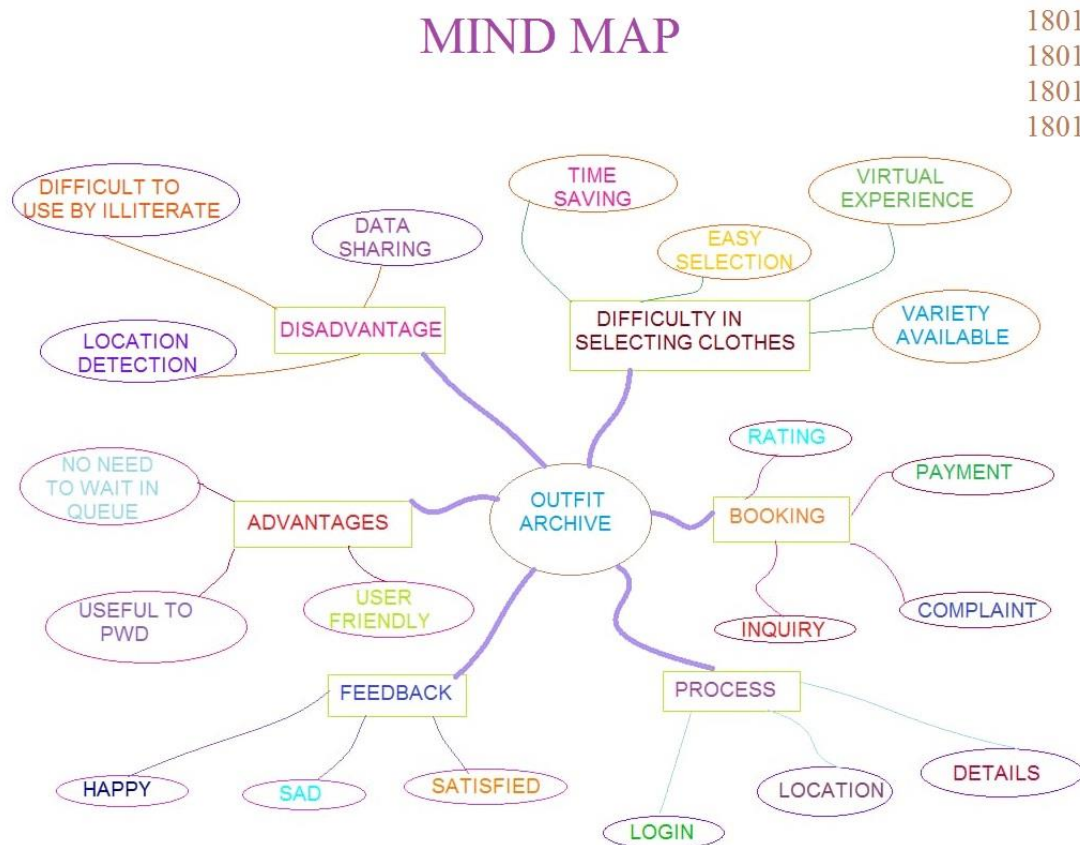 MIND MAP
1801
1801
1801
1801
DIFFICULT TO
USE BY ILLITERATE
DATA
SHARING
LOCATION
DETECTION
DISADVANTAGE
TIME
SAVING
EASY
SELECTION
VIRTUAL
EXPERIENCE
VARIETY
AVAILABLE
DIFFICULTY IN
SELECTING CLOTHES
NO NEED
TO WAIT IN
QUEUE
ADVANTAGES
USEFUL TO
PWD
USER
FRIENDLY
OUTFIT
ARCHIVE
RATING
PAYMENT
BOOKING
INQUIRY
COMPLAINT
FEEDBACK
HAPPY
SAD
SATISFIED
PROCESS
LOGIN
LOCATION
DETAILS